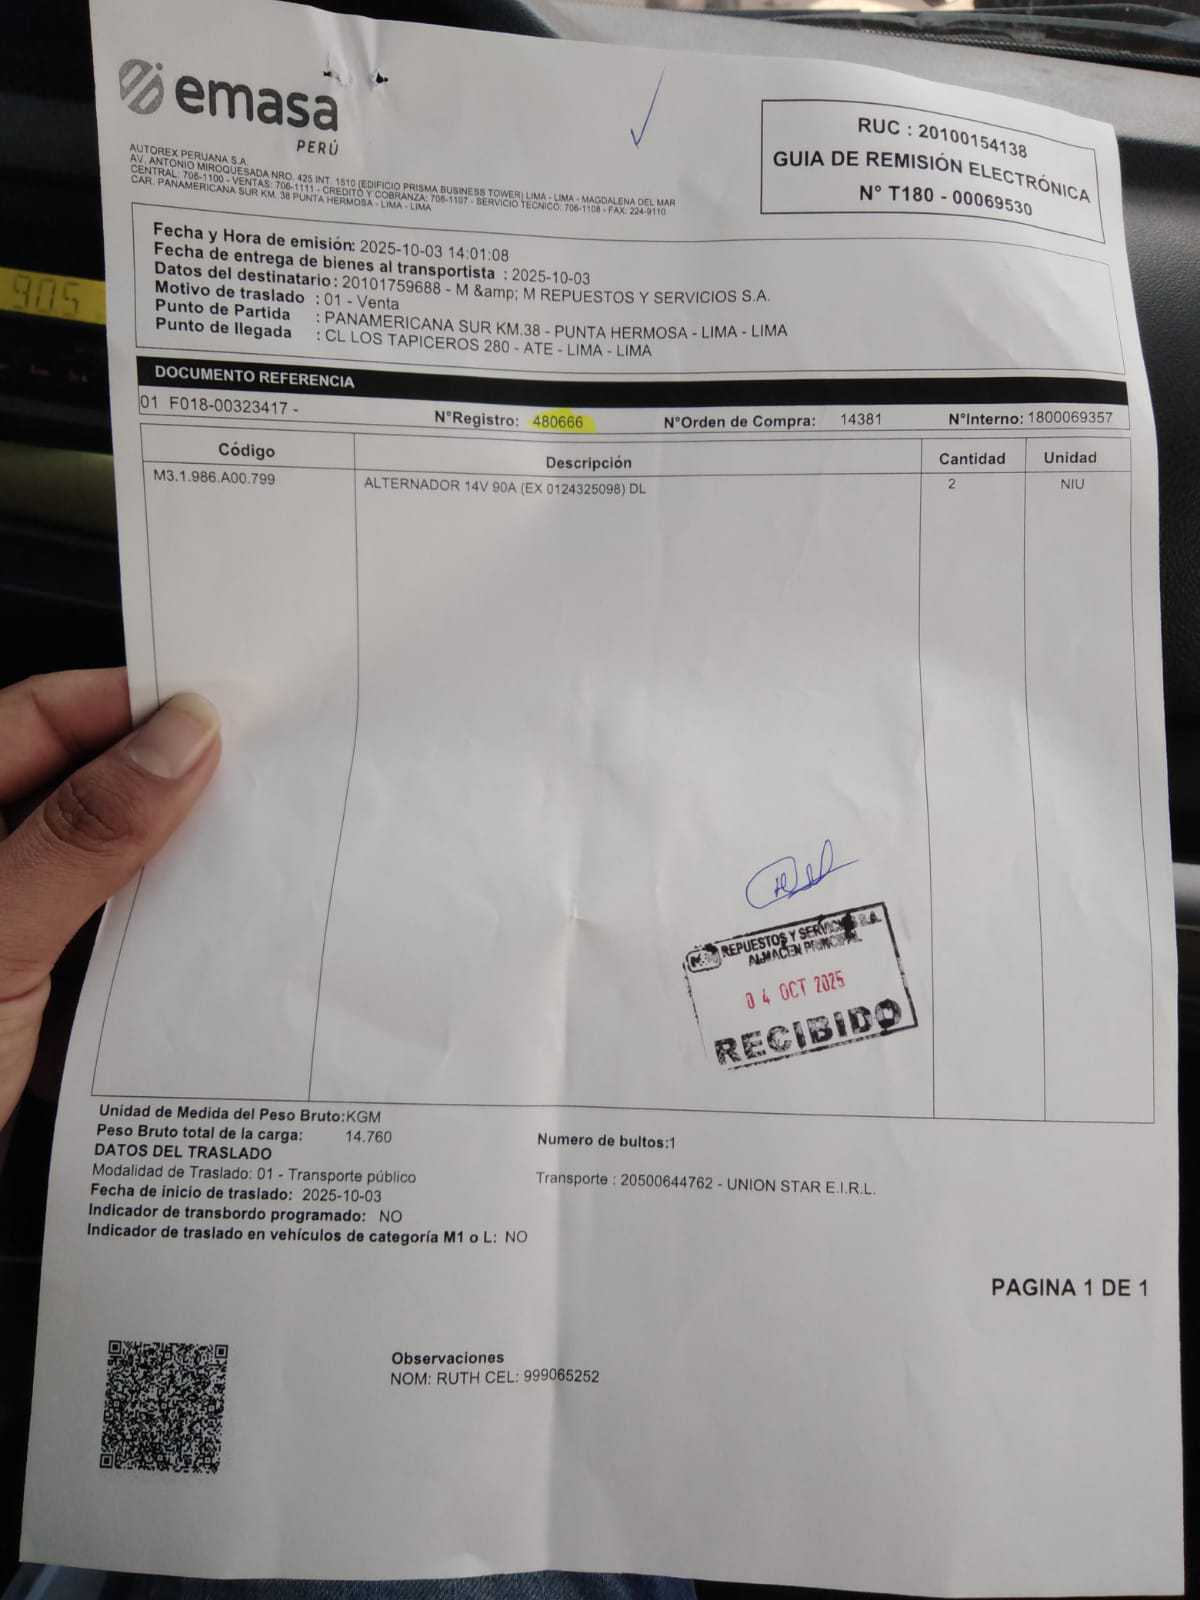 905
emasa
PERÚ
AUTOREX PERUANA S.A.
AV. ANTONIO MIROQUESADA NRO. 425 INT. 1510 (EDIFICIO PRISMA BUSINESS TOWER) LIMA - LIMA - MAGDALENA DEL MAR
CENTRAL: 706-1100 - VENTAS: 706-1111 - CREDITO Y COBRANZA: 706-1107 - SERVICIO TECNICO: 706-1108 - FAX: 224-9110
CAR. PANAMERICANA SUR KM. 38 PUNTA HERMOSA - LIMA - LIMA
RUC : 20100154138
GUIA DE REMISIÓN ELECTRÓNICA
N° T180 - 00069530
Fecha y Hora de emisión: 2025-10-03 14:01:08
Fecha de entrega de bienes al transportista : 2025-10-03
Datos del destinatario : 20101759688 - M &amp; M REPUESTOS Y SERVICIOS S.A.
Motivo de traslado : 01 - Venta
Punto de Partida : PANAMERICANA SUR KM.38 - PUNTA HERMOSA - LIMA - LIMA
Punto de llegada : CL LOS TAPICEROS 280 - ATE - LIMA - LIMA
DOCUMENTO REFERENCIA
01 F018-00323417 - N°Registro: 480666 N°Orden de Compra: 14381 N°Interno: 1800069357
Código Descripción Cantidad Unidad
M3.1.986.A00.799 ALTERNADOR 14V 90A (EX 0124325098) DL 2 NIU
REPUESTOS Y SERVICIOS S.A.
ALMACEN PRINCIPAL
04 OCT 2025
RECIBIDO
Unidad de Medida del Peso Bruto:KGM
Peso Bruto total de la carga: 14.760 Numero de bultos:1
DATOS DEL TRASLADO
Modalidad de Traslado: 01 - Transporte público Transporte : 20500644762 - UNION STAR E.I.R.L.
Fecha de inicio de traslado: 2025-10-03
Indicador de transbordo programado: NO
Indicador de traslado en vehículos de categoría M1 o L: NO
PAGINA 1 DE 1
Observaciones
NOM: RUTH CEL: 999065252